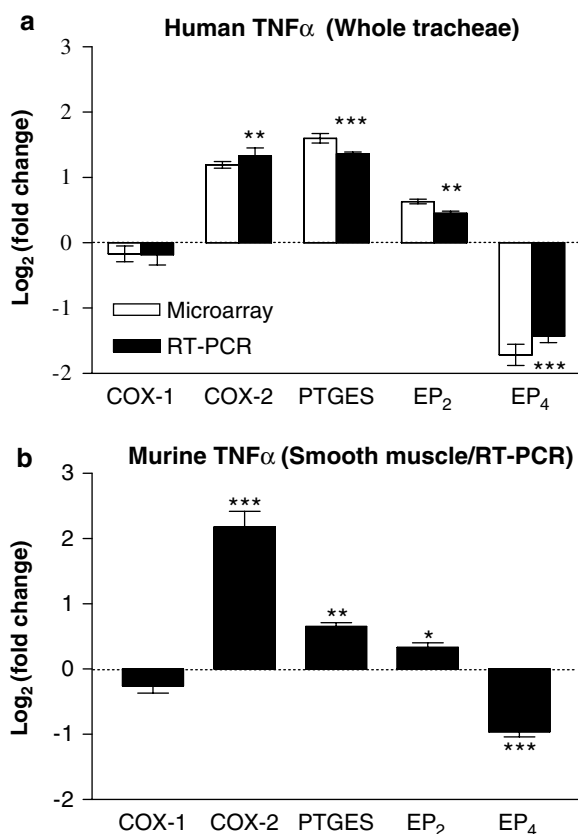 a
Human TNFα (Whole tracheae)
Log₂ (fold change)
3
2
1
0
-1
-2
** *** ** ***
Microarray
RT-PCR
COX-1 COX-2 PTGES EP₂ EP₄
b
Murine TNFα (Smooth muscle/RT-PCR)
Log₂ (fold change)
3
2
1
0
-1
-2
*** ** * ***
COX-1 COX-2 PTGES EP₂ EP₄